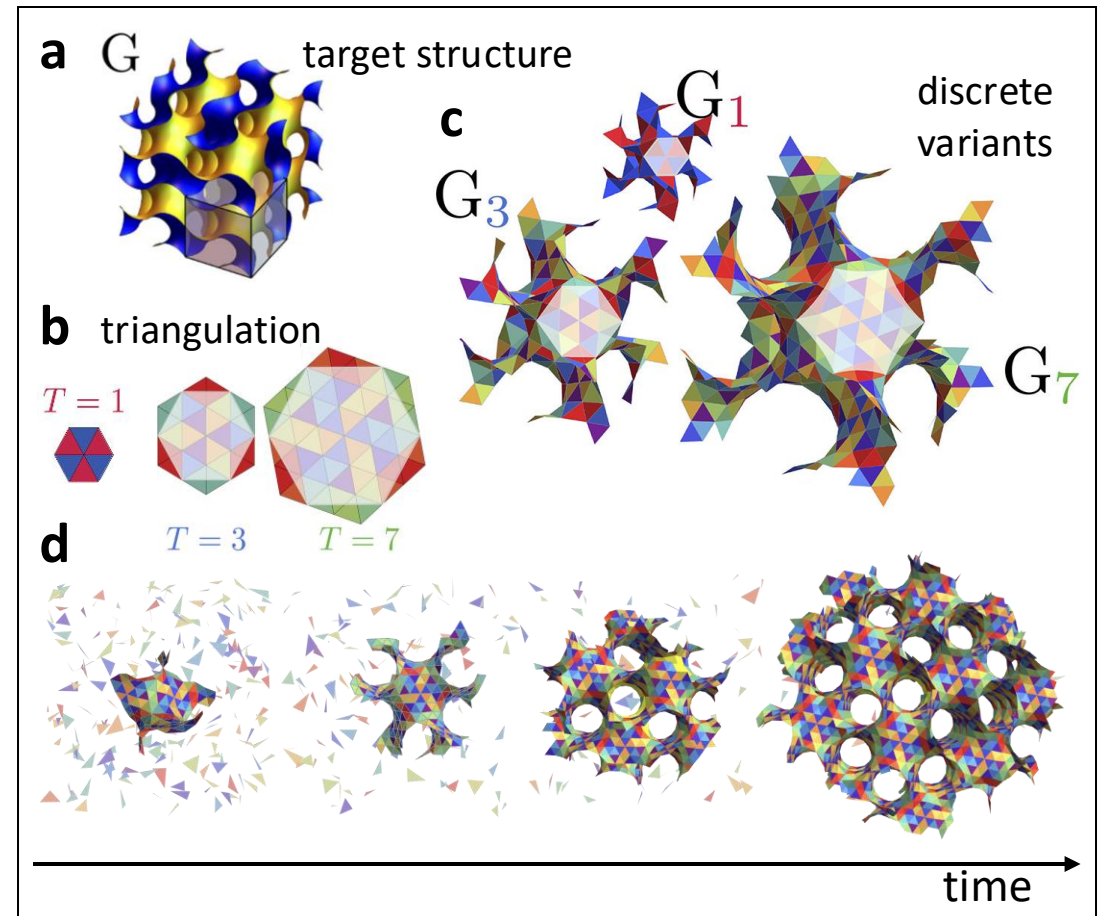 a G target structure
c G1 discrete
variants
G3
b triangulation
T = 1
G7
T = 3 T = 7
d
time